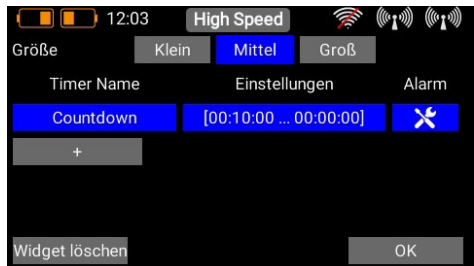 12:03 High Speed
Größe Klein Mittel Groß
Timer Name Einstellungen Alarm
Countdown [00:10:00 ... 00:00:00]
+
Widget löschen OK